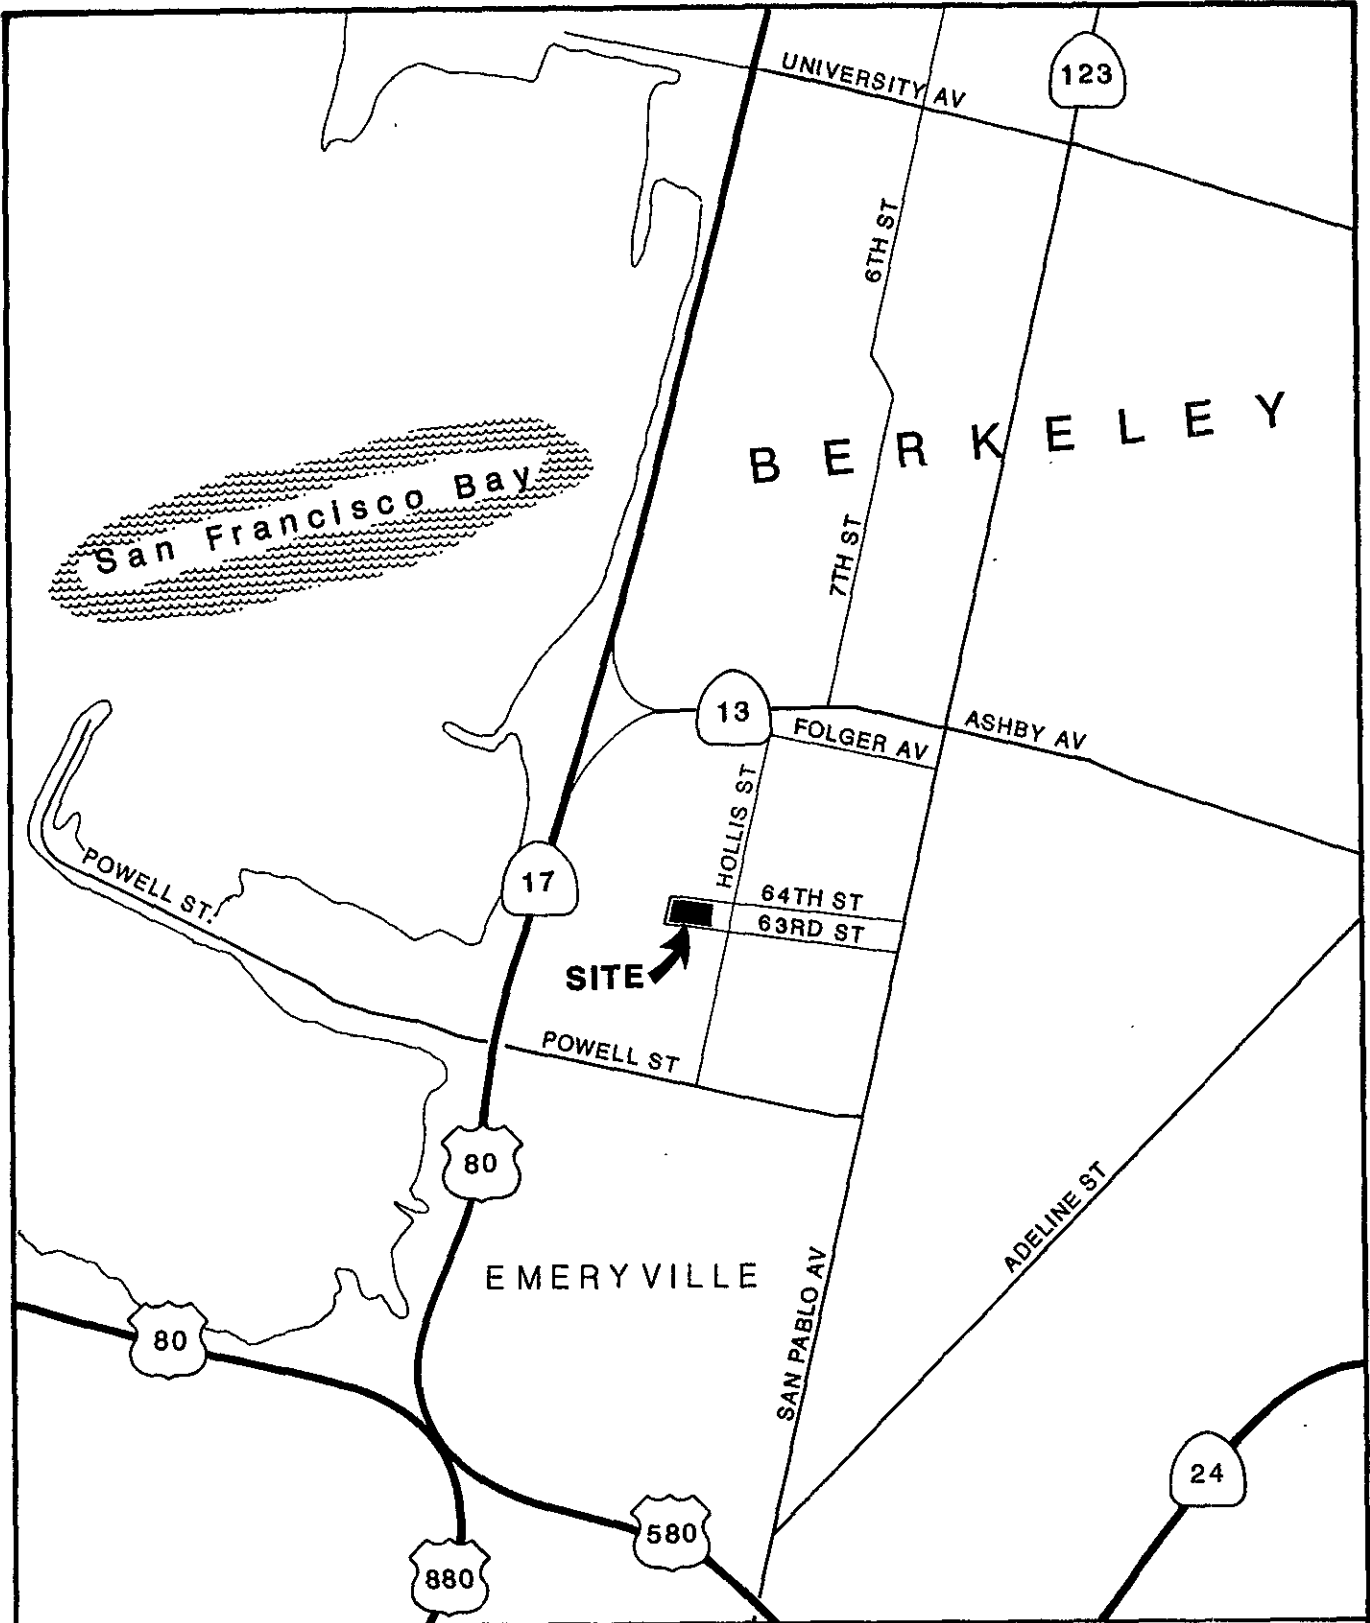 UNIVERSITY AV
123
6TH ST
BERKELEY
San Francisco Bay
7TH ST
13
ASHBY AV
FOLGER AV
HOLLIS ST
POWELL ST.
17
64TH ST
63RD ST
SITE
POWELL ST
80
ADELINE ST
EMERYVILLE
SAN PABLO AV
80
24
580
880